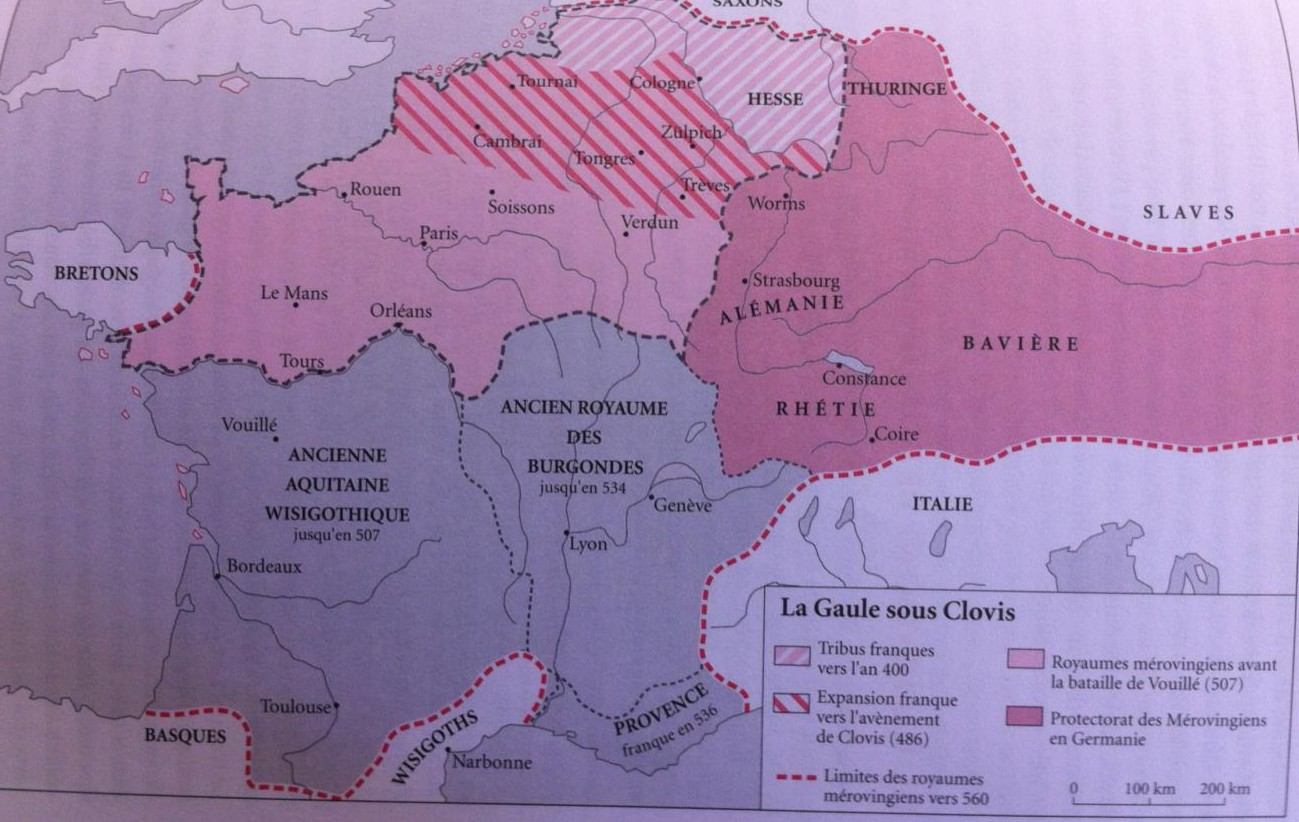 SAXONS
Tournai
Cologne
HESSE
THURINGE
Cambrai
Tongres
Zulpich
Rouen
Soissons
Trèves
Worms
Verdun
SLAVES
Paris
BRETONS
Strasbourg
Le Mans
ALÉMANIE
Orléans
BAVIÈRE
Tours
Constance
RHÉTIE
Coire
Vouillé
ANCIENNE
AQUITAINE
WISIGOTHIQUE
jusqu'en 507
ANCIEN ROYAUME
DES
BURGONDES
jusqu'en 534
Genève
Lyon
ITALIE
Bordeaux
Toulouse
BASQUES
WISIGOTHS
Narbonne
PROVENCE
franque en 536
La Gaule sous Clovis
Tribus franques
vers l'an 400
Expansion franque
vers l'avènement
de Clovis (486)
Limites des royaumes
mérovingiens vers 560
Royaumes mérovingiens avant
la bataille de Vouillé (507)
Protectorat des Mérovingiens
en Germanie
0 100 km 200 km